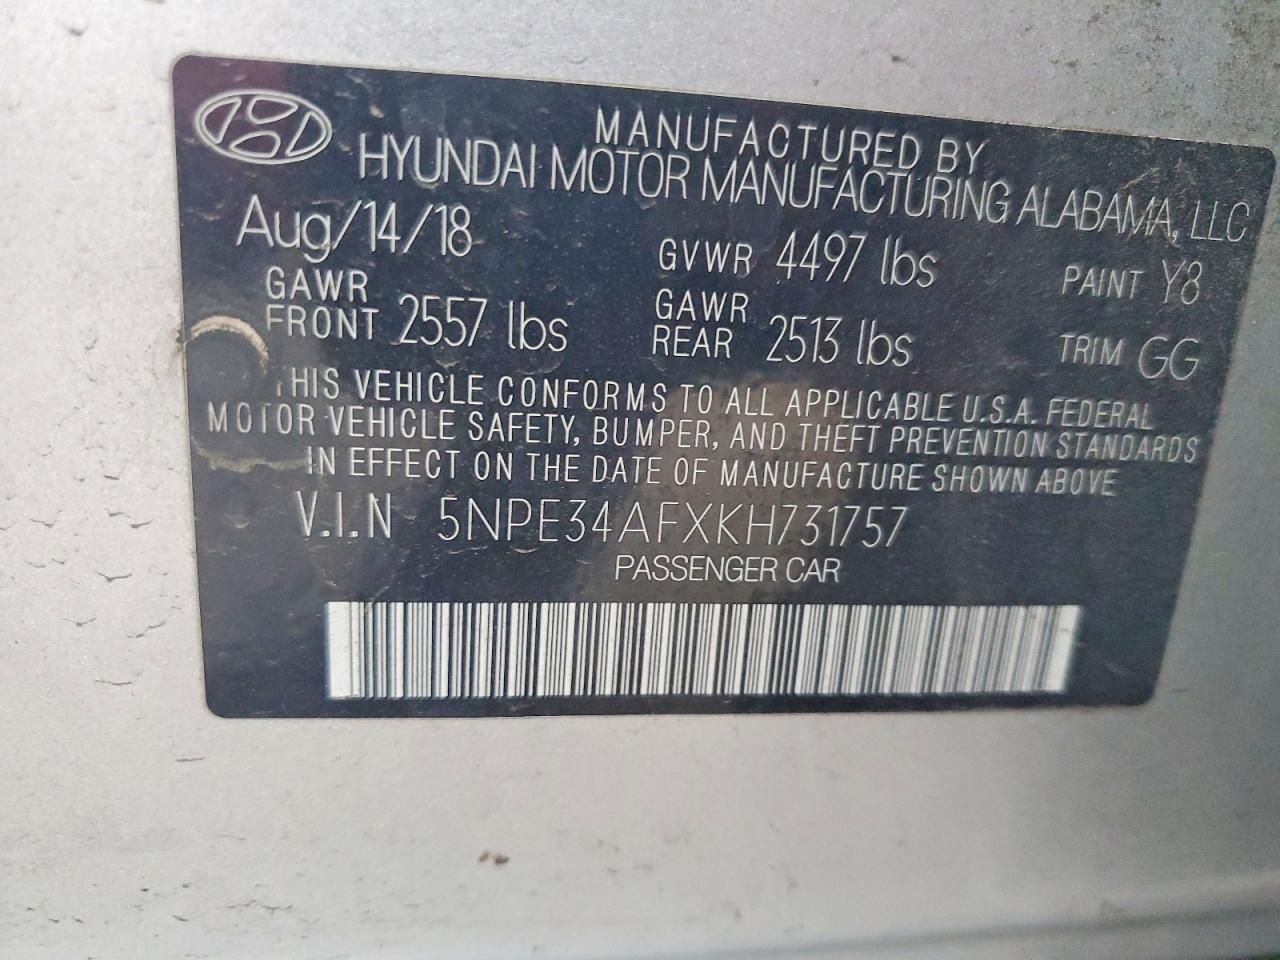 MANUFACTURED BY
HYUNDAI MOTOR MANUFACTURING ALABAMA, LLC
Aug/14/18
GVWR 4497 lbs
PAINT Y8
GAWR FRONT 2557 lbs
GAWR REAR 2513 lbs
TRIM GG
THIS VEHICLE CONFORMS TO ALL APPLICABLE U.S.A. FEDERAL
MOTOR VEHICLE SAFETY, BUMPER, AND THEFT PREVENTION STANDARDS
IN EFFECT ON THE DATE OF MANUFACTURE SHOWN ABOVE
V.I.N 5NPE34AFXKH731757
PASSENGER CAR